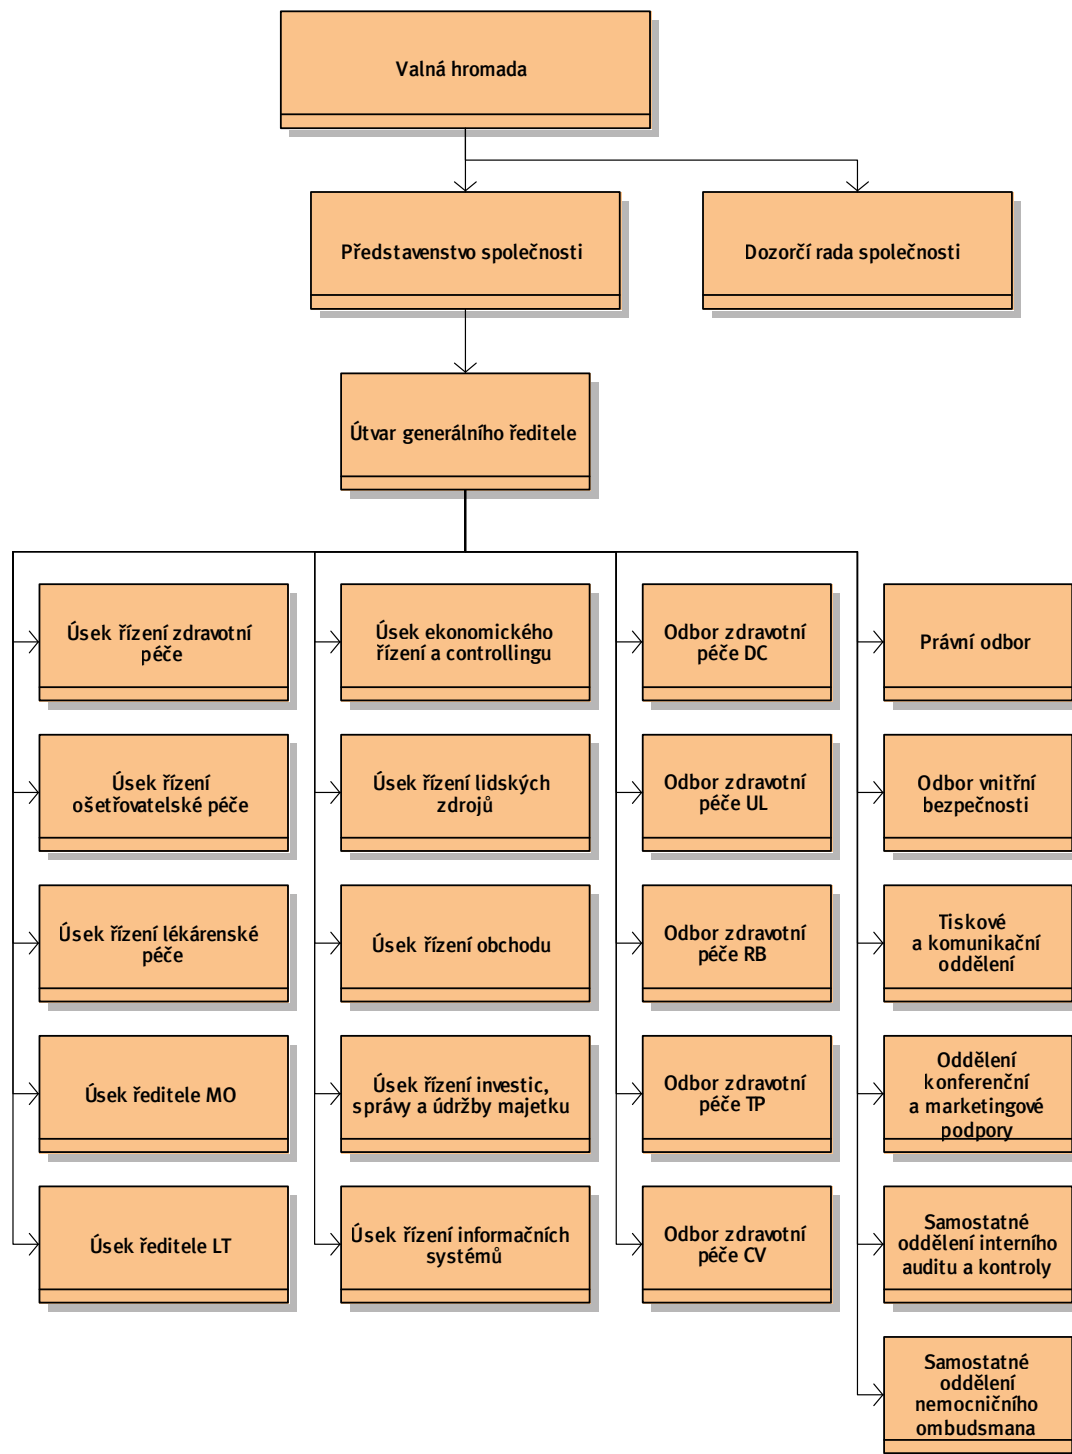 Valná hromada
Představenstvo společnosti
Dozorčí rada společnosti
Útvar generálního ředitele
Úsek řízení zdravotní
péče
Úsek ekonomického
řízení a controllingu
Odbor zdravotní
péče DC
Právní odbor
Úsek řízení
ošetřovatelské péče
Úsek řízení lidských
zdrojů
Odbor zdravotní
péče UL
Odbor vnitřní
bezpečnosti
Úsek řízení lékárenské
péče
Úsek řízení obchodu
Odbor zdravotní
péče RB
Tiskové
a komunikační
oddělení
Úsek ředitele MO
Úsek řízení investic,
správy a údržby majetku
Odbor zdravotní
péče TP
Oddělení
konferenční
a marketingové
podpory
Úsek ředitele LT
Úsek řízení informačních
systémů
Odbor zdravotní
péče CV
Samostatné
oddělení interního
auditu a kontroly
Samostatné
oddělení
nemocničního
ombudsmana